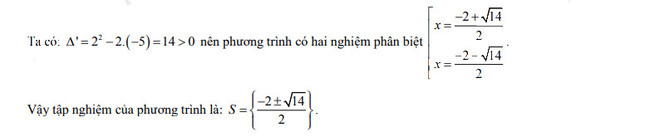 Ta có: Δ' = 2² − 2.(−5) = 14 > 0 nên phương trình có hai nghiệm phân biệt [x = (−2 + √14)/2
x = (−2 − √14)/2 .
Vậy tập nghiệm của phương trình là: S = {(−2 ± √14)/2}.